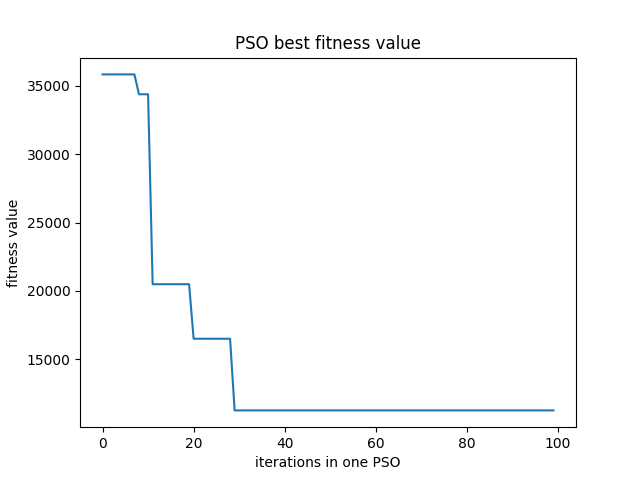 PSO best fitness value
fitness value
35000
30000
25000
20000
15000
0 20 40 60 80 100
iterations in one PSO